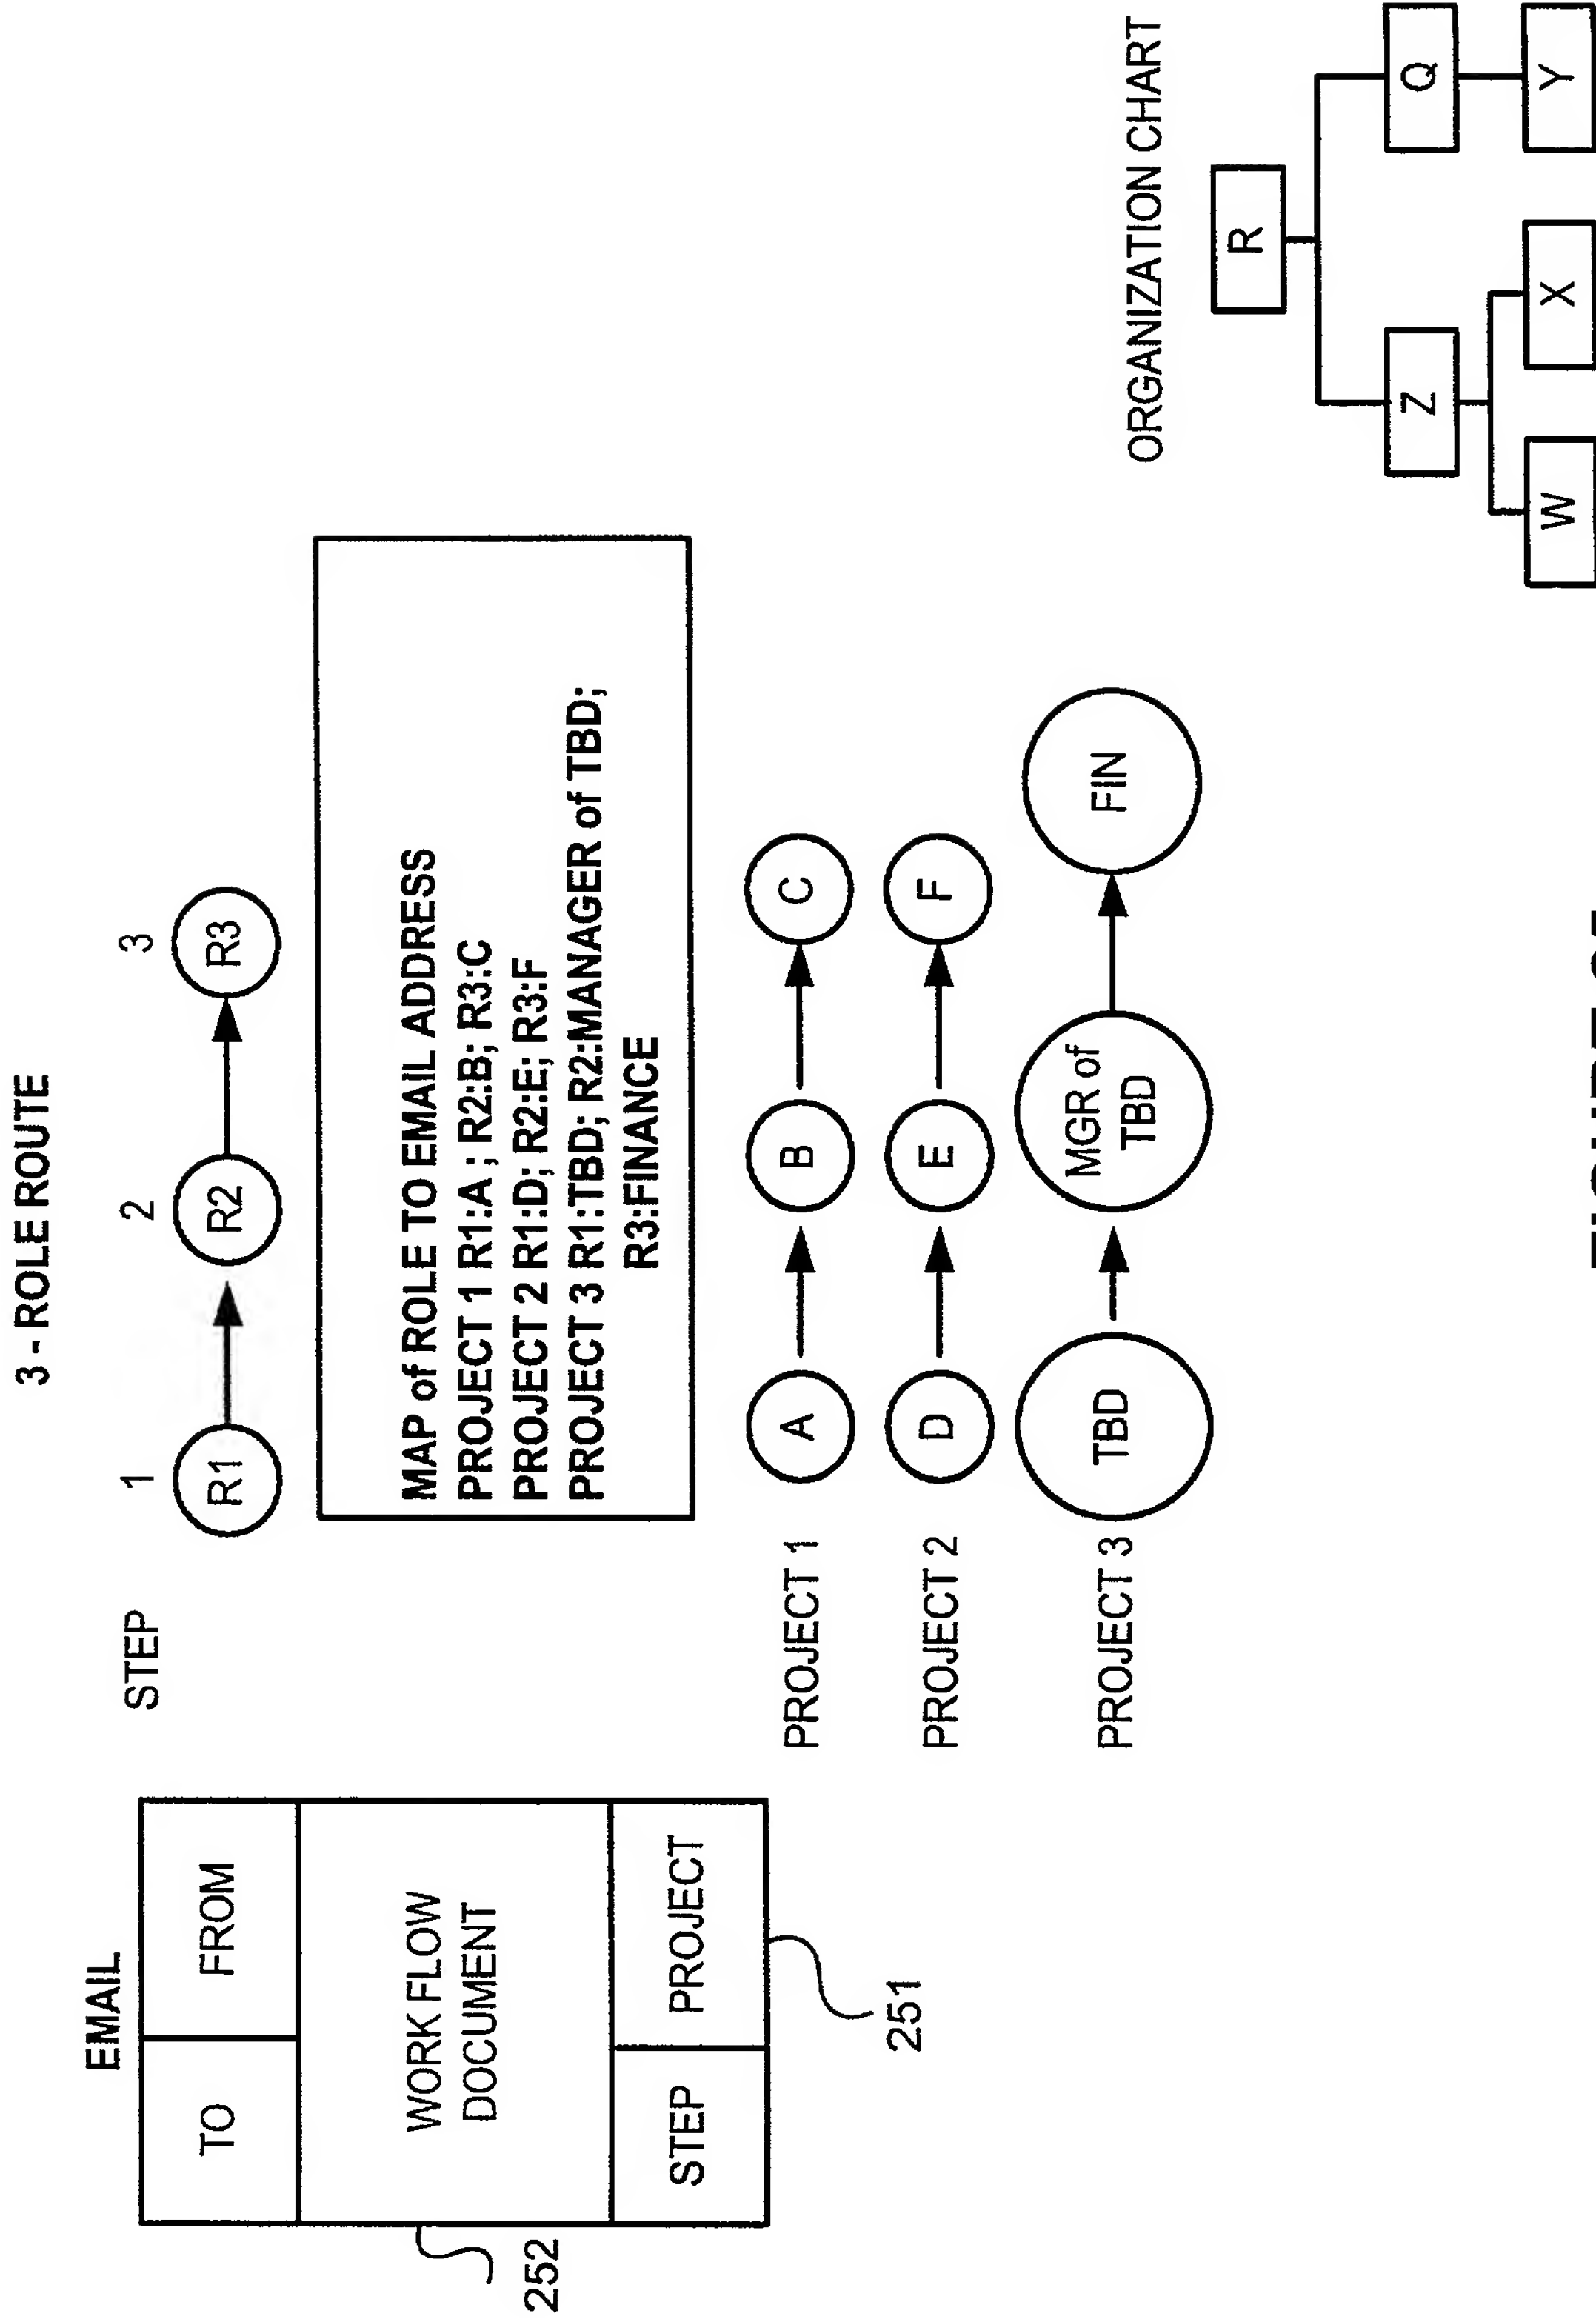 3 - ROLE ROUTE
EMAIL
TO
FROM
WORK FLOW
DOCUMENT
STEP
PROJECT
252
251
STEP
1
2
3
R1
R2
R3
MAP of ROLE TO EMAIL ADDRESS
PROJECT 1 R1:A ; R2:B; R3:C
PROJECT 2 R1:D; R2:E; R3:F
PROJECT 3 R1:TBD; R2:MANAGER of TBD;
R3:FINANCE
PROJECT 1
A
B
C
PROJECT 2
D
E
F
PROJECT 3
TBD
MGR of
TBD
FIN
ORGANIZATION CHART
R
Z
Q
W
X
Y